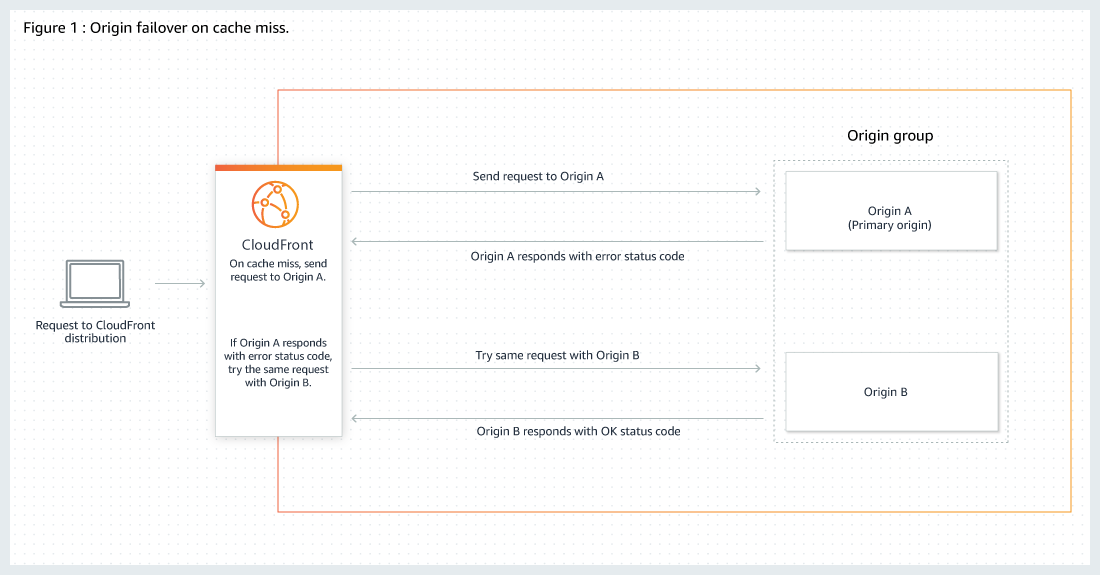 Figure 1 : Origin failover on cache miss.
Origin group
Send request to Origin A
Origin A
(Primary origin)
CloudFront
On cache miss, send
request to Origin A.
Origin A responds with error status code
Request to CloudFront
distribution
If Origin A responds
with error status code,
try the same request
with Origin B.
Try same request with Origin B
Origin B
Origin B responds with OK status code